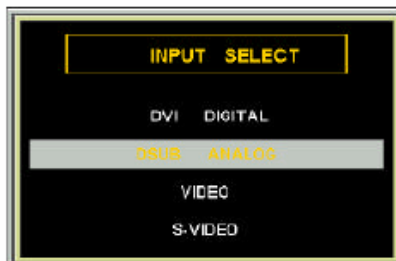 INPUT SELECT
DVI DIGITAL
DSUB ANALOG
VIDEO
S-VIDEO